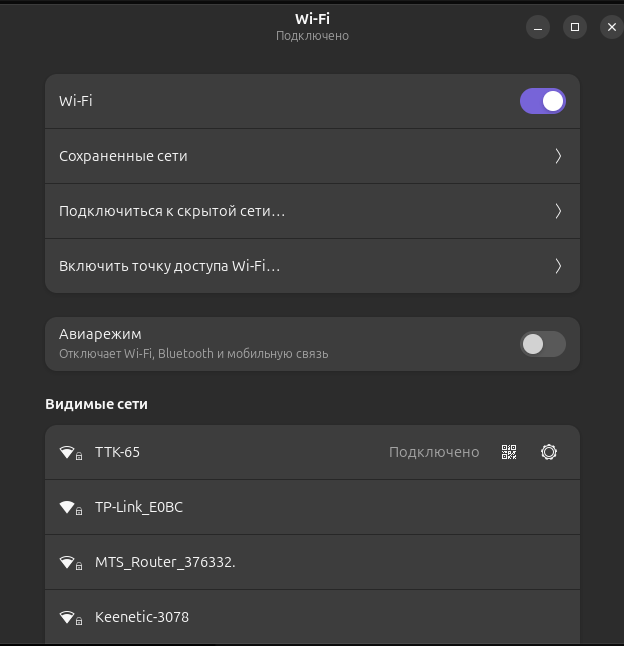 Wi-Fi
Подключено
Wi-Fi
Сохраненные сети
Подключиться к скрытой сети…
Включить точку доступа Wi-Fi…
Авиарежим
Отключает Wi-Fi, Bluetooth и мобильную связь
Видимые сети
TTK-65 Подключено
TP-Link_E0BC
MTS_Router_376332.
Keenetic-3078